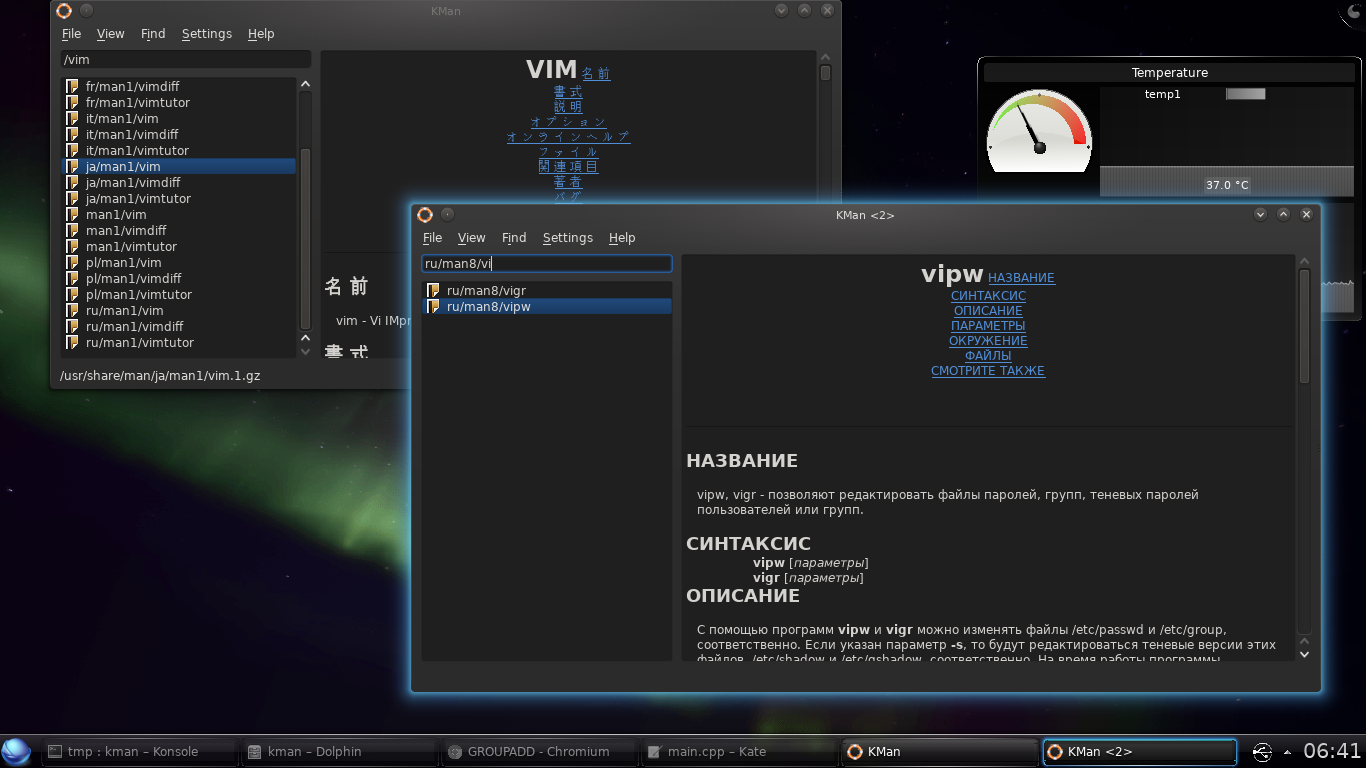 KMan
File View Find Settings Help
/vim
fr/man1/vimdiff
fr/man1/vimtutor
it/man1/vim
it/man1/vimdiff
it/man1/vimtutor
ja/man1/vim
ja/man1/vimdiff
ja/man1/vimtutor
man1/vim
man1/vimdiff
man1/vimtutor
pl/man1/vim
pl/man1/vimdiff
pl/man1/vimtutor
ru/man1/vim
ru/man1/vimdiff
ru/man1/vimtutor
/usr/share/man/ja/man1/vim.1.gz
VIM 名前
書式
説明
オプション
オンラインヘルプ
ファイル
関連項目
著者
バグ
名前
vim - Vi IMpr
書式
Temperature
temp1
37.0 °C
KMan <2>
File View Find Settings Help
ru/man8/vi
ru/man8/vigr
ru/man8/vipw
vipw НАЗВАНИЕ
СИНТАКСИС
ОПИСАНИЕ
ПАРАМЕТРЫ
ОКРУЖЕНИЕ
ФАЙЛЫ
СМОТРИТЕ ТАКЖЕ
НАЗВАНИЕ
vipw, vigr - позволяют редактировать файлы паролей, групп, теневых паролей
пользователей или групп.
СИНТАКСИС
vipw [параметры]
vigr [параметры]
ОПИСАНИЕ
С помощью программ vipw и vigr можно изменять файлы /etc/passwd и /etc/group,
соответственно. Если указан параметр -s, то будут редактироваться теневые версии этих
файлов, /etc/shadow и /etc/gshadow, соответственно. На время работы программы
tmp : kman – Konsole
kman – Dolphin
GROUPADD - Chromium
main.cpp – Kate
KMan
KMan <2>
06:41